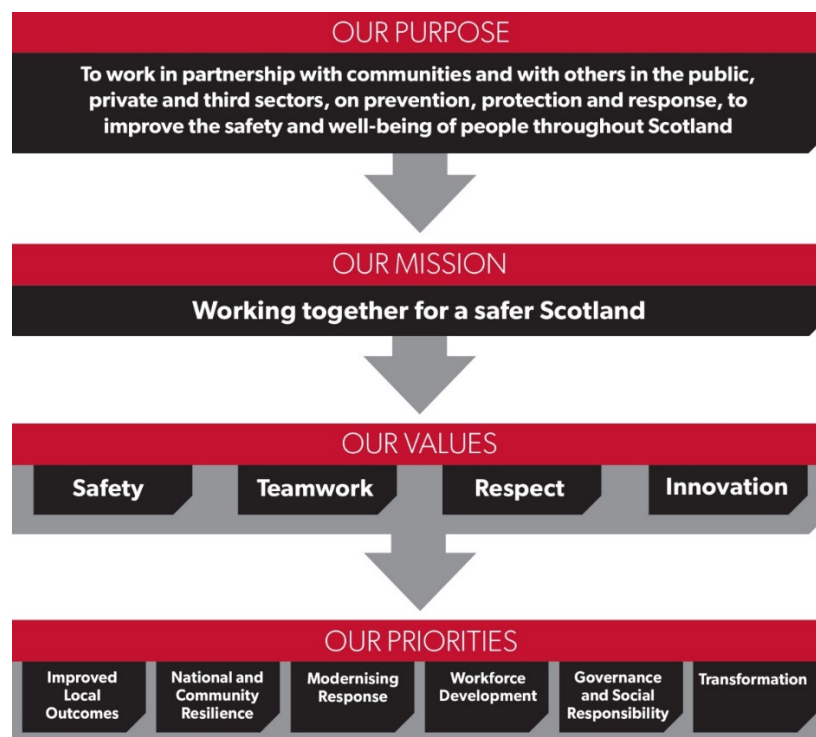 OUR PURPOSE
To work in partnership with communities and with others in the public,
private and third sectors, on prevention, protection and response, to
improve the safety and well-being of people throughout Scotland
OUR MISSION
Working together for a safer Scotland
OUR VALUES
Safety
Teamwork
Respect
Innovation
OUR PRIORITIES
Improved
Local
Outcomes
National and
Community
Resilience
Modernising
Response
Workforce
Development
Governance
and Social
Responsibility
Transformation